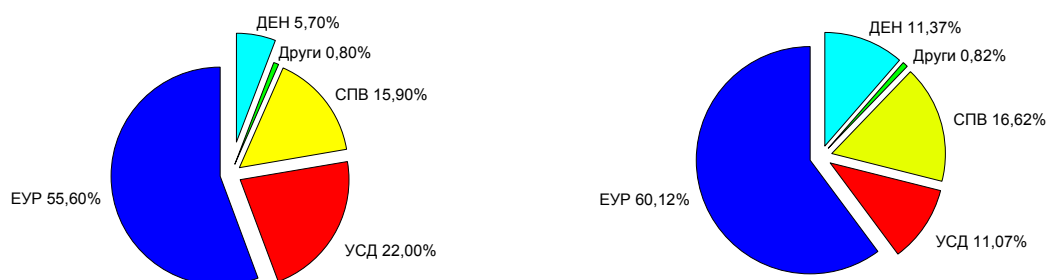 ДЕН 5,70%
Други 0,80%
СПВ 15,90%
ЕУР 55,60%
УСД 22,00%
ДЕН 11,37%
Други 0,82%
СПВ 16,62%
ЕУР 60,12%
УСД 11,07%